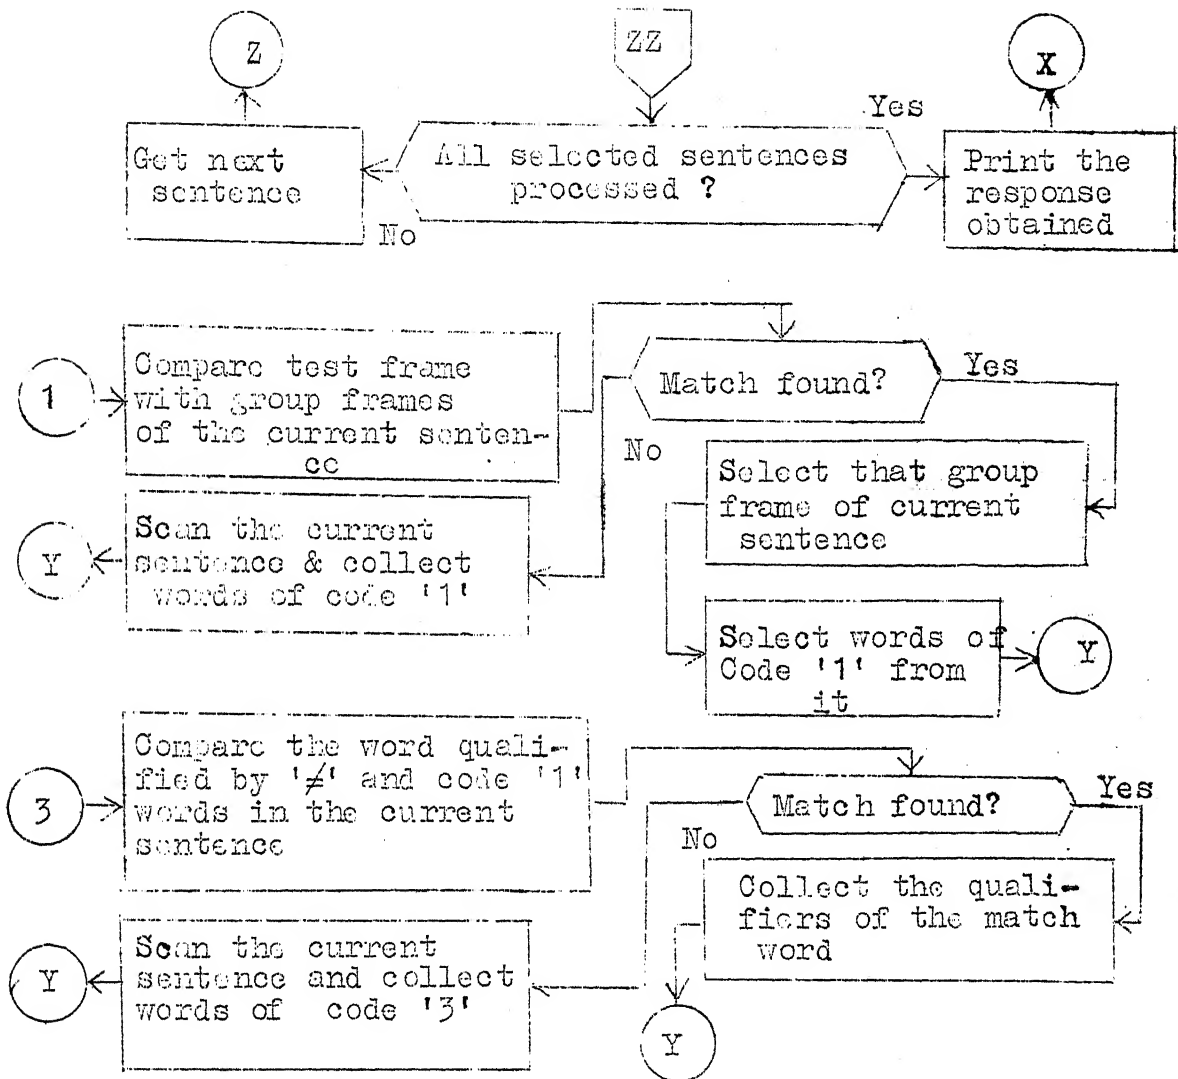 Z
ZZ
X
Yes
Get next
sentence
All selected sentences
processed ?
Print the
response
obtained
No
1
Compare test frame
with group frames
of the current senten-
ce
Match found?
Yes
No
Select that group
frame of current
sentence
Y
Scan the current
sentence & collect
words of code '1'
Select words of
Code '1' from
it
Y
3
Compare the word quali-
fied by '≠' and code '1'
words in the current
sentence
Match found?
Yes
No
Collect the quali-
fiers of the match
word
Y
Scan the current
sentence and collect
words of code '3'
Y